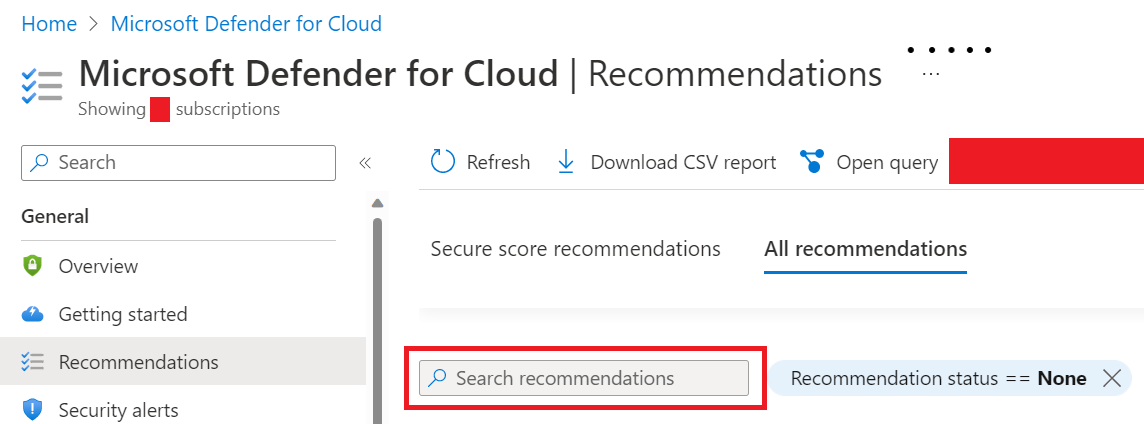 Home > Microsoft Defender for Cloud
Microsoft Defender for Cloud | Recommendations ...
Showing subscriptions
Search «
Refresh Download CSV report Open query
General
Secure score recommendations All recommendations
Overview
Getting started
Recommendations
Search recommendations Recommendation status == None
Security alerts